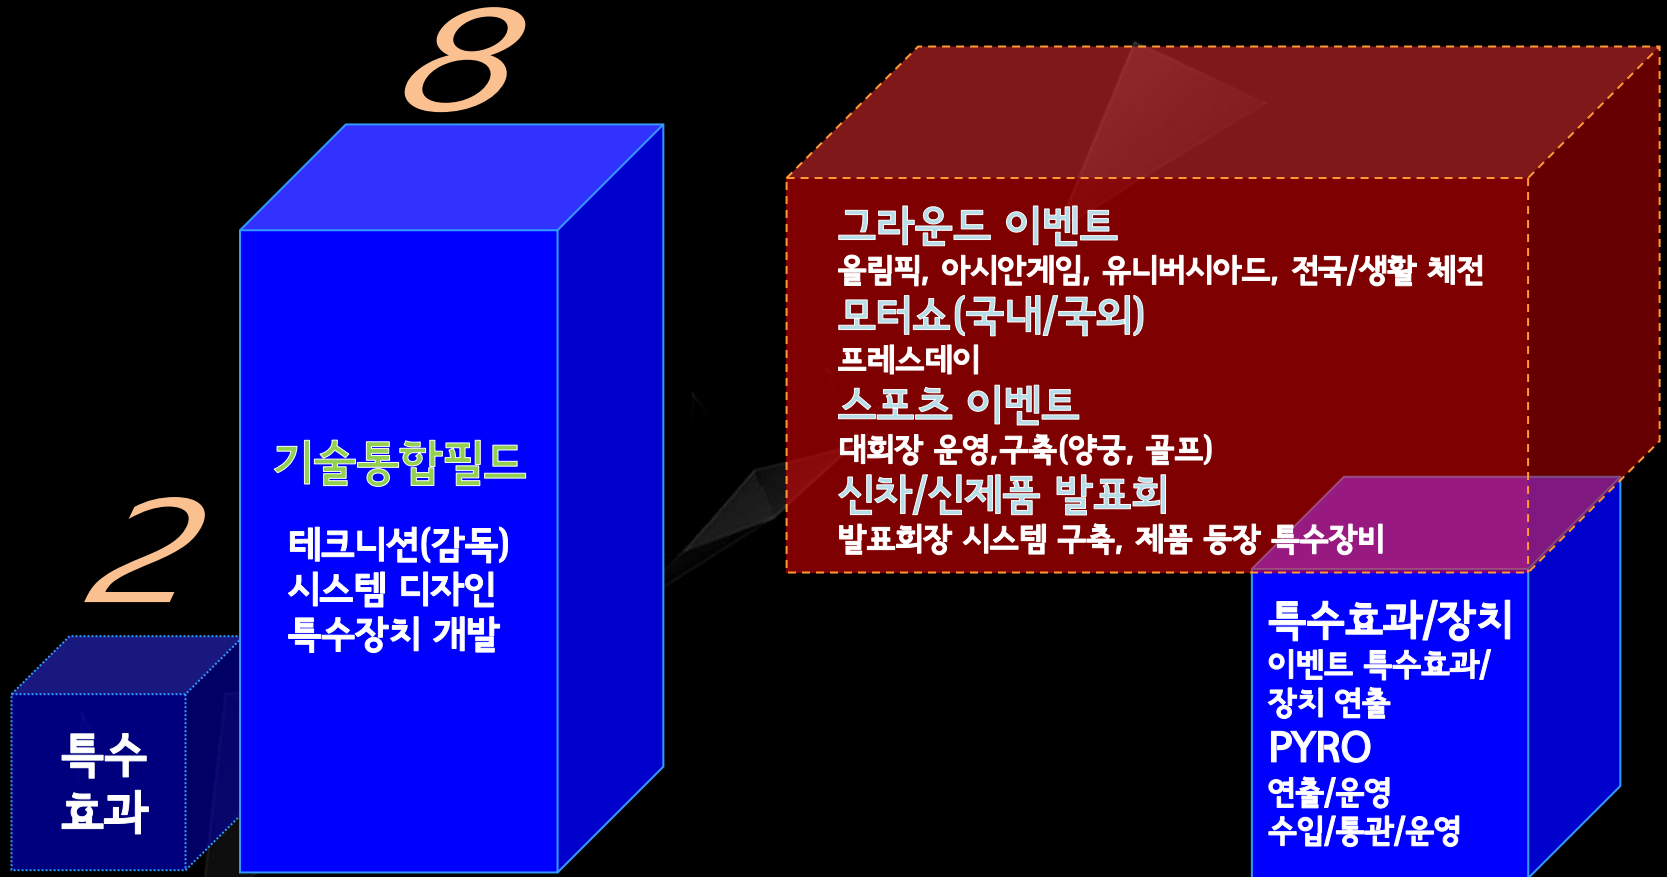 8
2
특수
효과
기술통합필드
테크니션(감독)
시스템 디자인
특수장치 개발
그라운드 이벤트
올림픽, 아시안게임, 유니버시아드, 전국/생활 체전
모터쇼(국내/국외)
프레스데이
스포츠 이벤트
대회장 운영,구축(양궁, 골프)
신차/신제품 발표회
발표회장 시스템 구축, 제품 등장 특수장비
특수효과/장치
이벤트 특수효과/
장치 연출
PYRO
연출/운영
수입/통관/운영